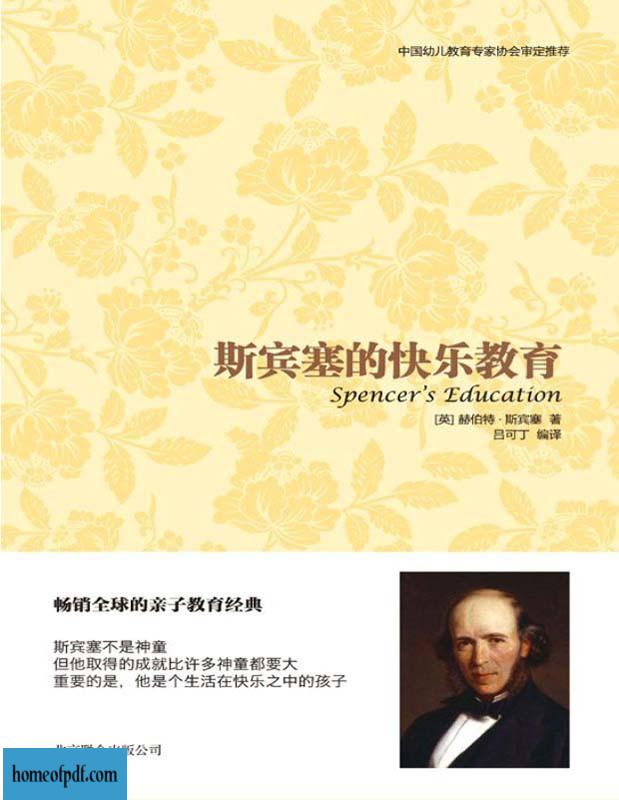 中国幼儿教育专家协会审定推荐
斯宾塞的快乐教育
Spencer's Education
[英] 赫伯特·斯宾塞 著
吕可丁 编译
畅销全球的亲子教育经典
斯宾塞不是神童
但他取得的成就比许多神童都要大
重要的是，他是个生活在快乐之中的孩子
出版公司
homeofpdf.com